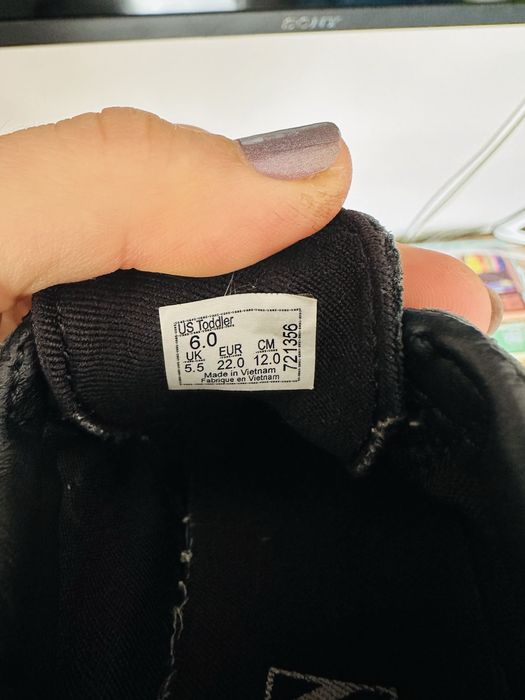 SONY
US Toddler
6.0
UK EUR CM
5.5 22.0 12.0
Made in Vietnam
Fabrique en Vietnam
721356